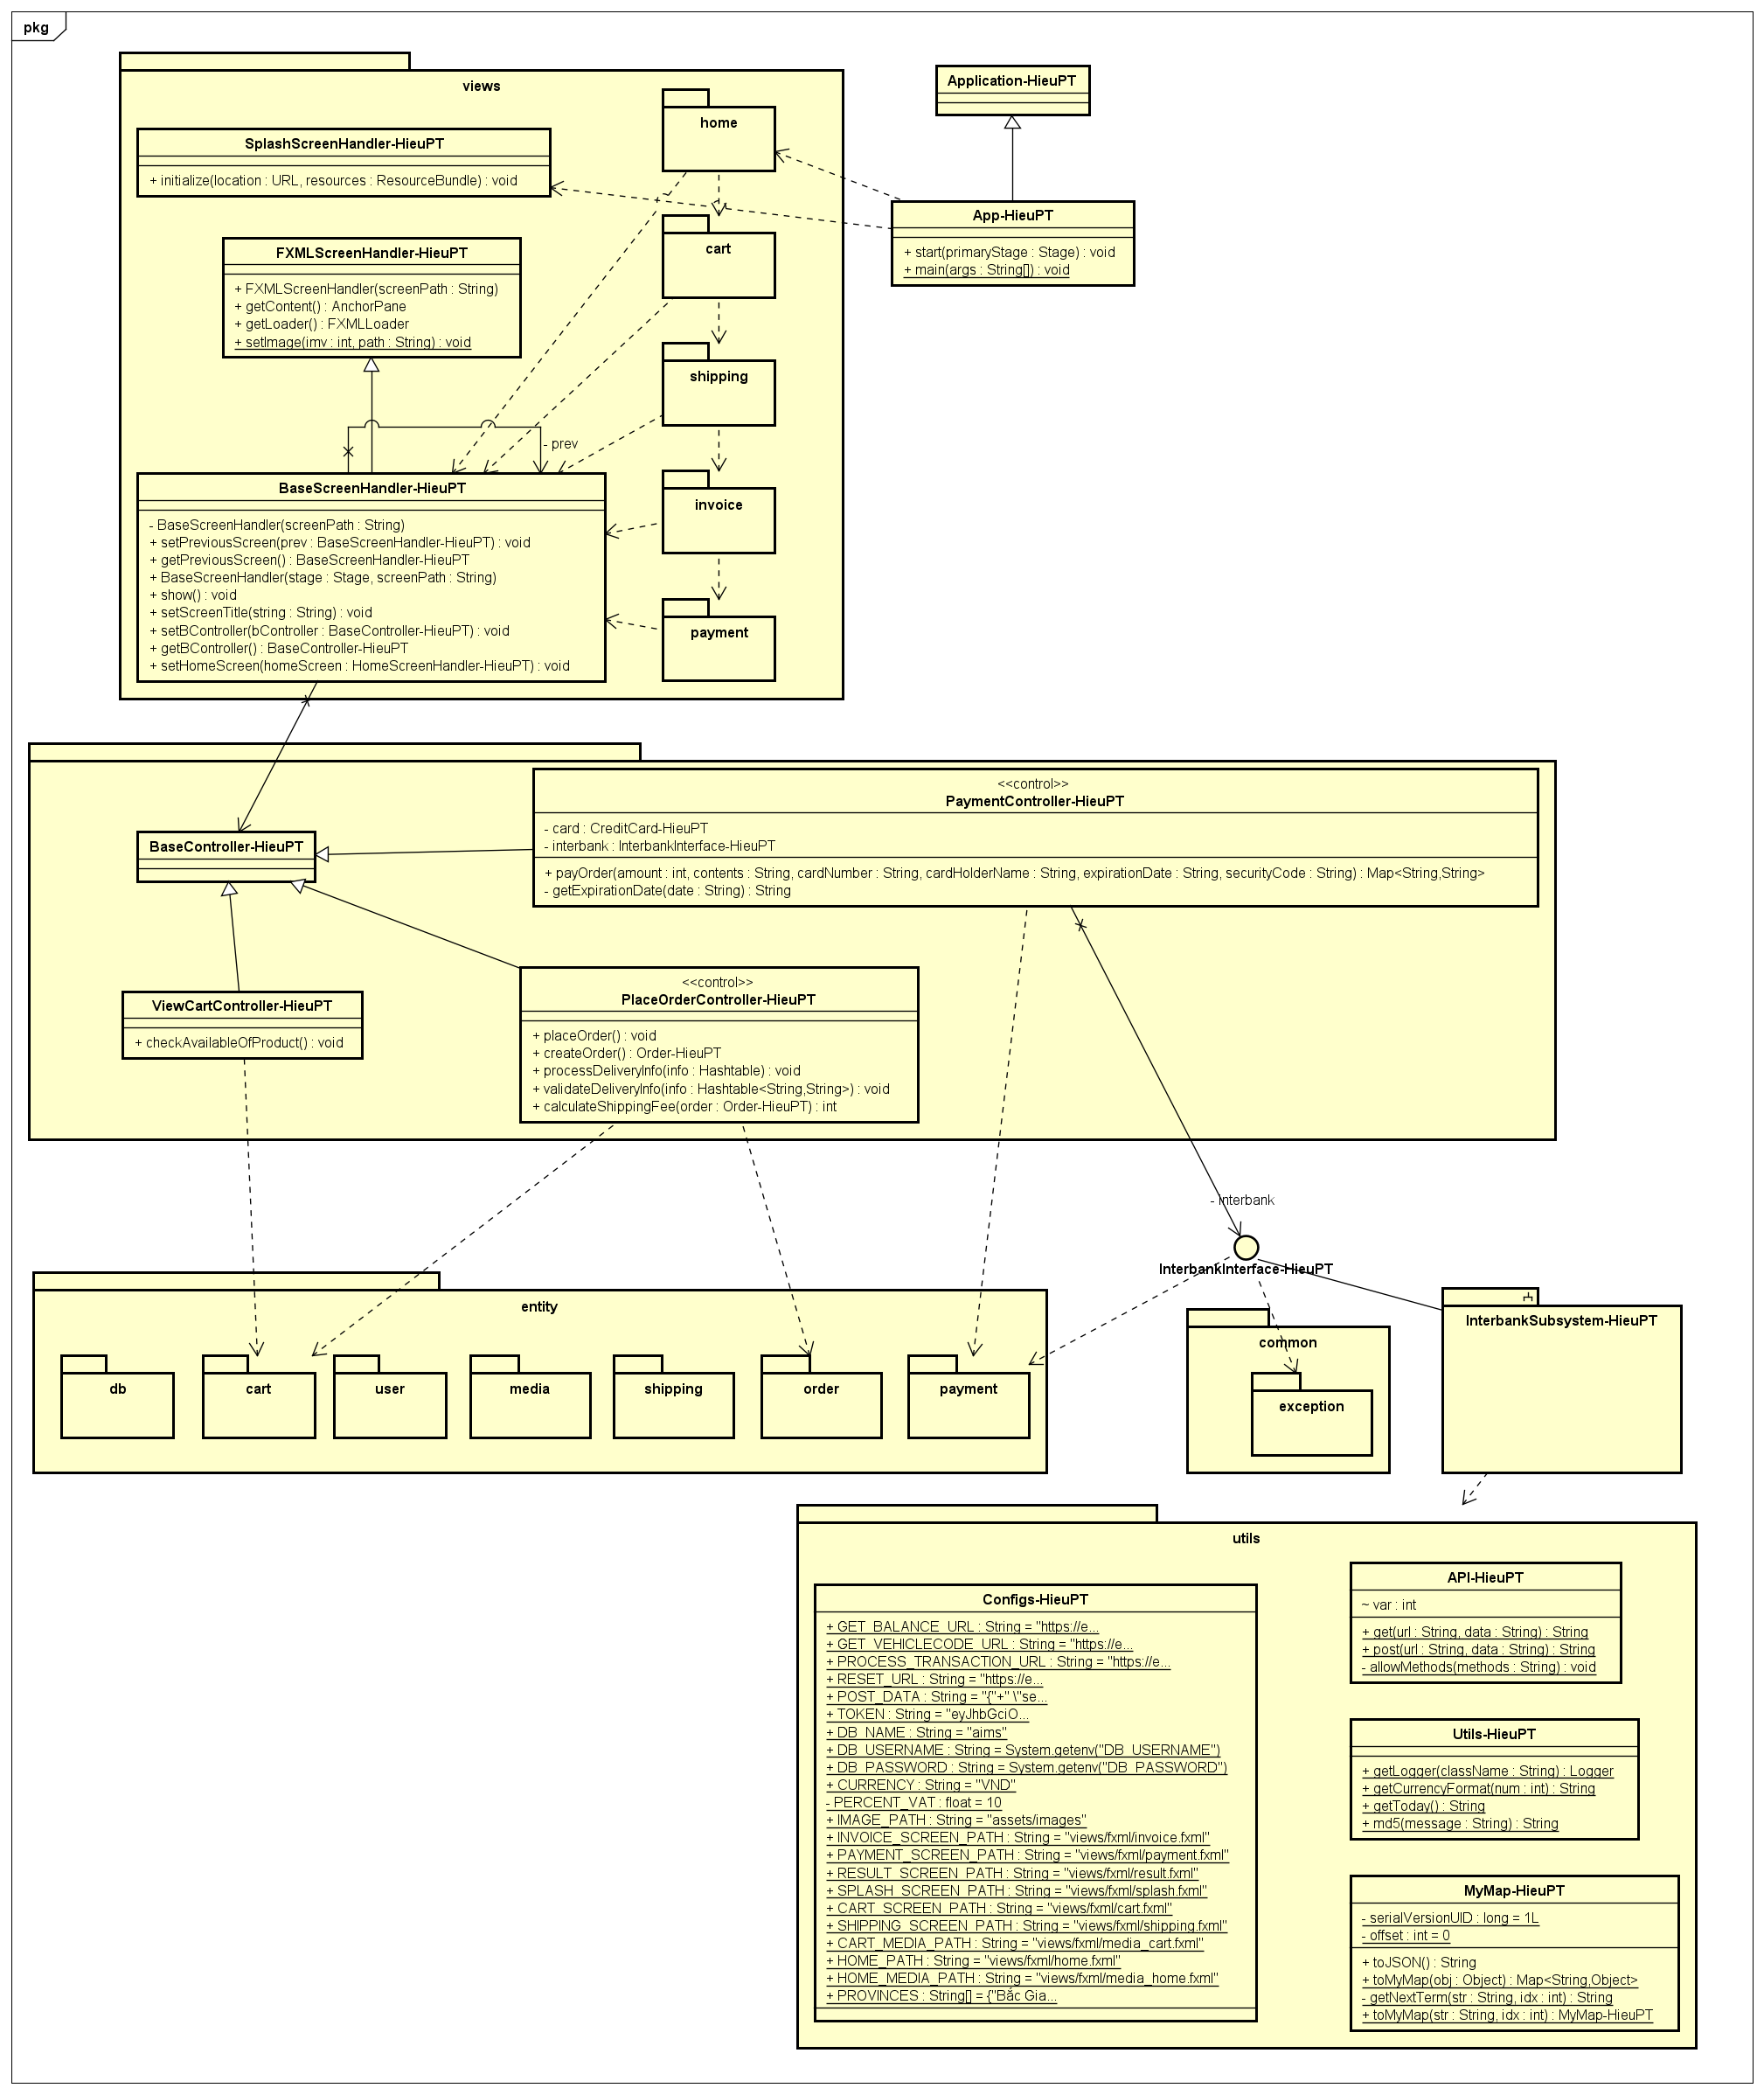 pkg
views
SplashScreenHandler-HieuPT
+ initialize(location : URL, resources : ResourceBundle) : void
FXMLScreenHandler-HieuPT
+ FXMLScreenHandler(screenPath : String)
+ getContent() : AnchorPane
+ getLoader() : FXMLLoader
+ setImage(imv : int, path : String) : void
- prev
BaseScreenHandler-HieuPT
- BaseScreenHandler(screenPath : String)
+ setPreviousScreen(prev : BaseScreenHandler-HieuPT) : void
+ getPreviousScreen() : BaseScreenHandler-HieuPT
+ BaseScreenHandler(stage : Stage, screenPath : String)
+ show() : void
+ setScreenTitle(string : String) : void
+ setBController(bController : BaseController-HieuPT) : void
+ getBController() : BaseController-HieuPT
+ setHomeScreen(homeScreen : HomeScreenHandler-HieuPT) : void
home
cart
shipping
invoice
payment
Application-HieuPT
App-HieuPT
+ start(primaryStage : Stage) : void
+ main(args : String[]) : void
<<control>>
PaymentController-HieuPT
- card : CreditCard-HieuPT
- interbank : InterbankInterface-HieuPT
+ payOrder(amount : int, contents : String, cardNumber : String, cardHolderName : String, expirationDate : String, securityCode : String) : Map<String,String>
- getExpirationDate(date : String) : String
BaseController-HieuPT
ViewCartController-HieuPT
+ checkAvailableOfProduct() : void
<<control>>
PlaceOrderController-HieuPT
+ placeOrder() : void
+ createOrder() : Order-HieuPT
+ processDeliveryInfo(info : Hashtable) : void
+ validateDeliveryInfo(info : Hashtable<String,String>) : void
+ calculateShippingFee(order : Order-HieuPT) : int
- interbank
InterbankInterface-HieuPT
entity
db
cart
user
media
shipping
order
payment
common
exception
InterbankSubsystem-HieuPT
utils
Configs-HieuPT
+ GET_BALANCE_URL : String = "https://e...
+ GET_VEHICLECODE_URL : String = "https://e...
+ PROCESS_TRANSACTION_URL : String = "https://e...
+ RESET_URL : String = "https://e...
+ POST_DATA : String = "{"+" \"se...
+ TOKEN : String = "eyJhbGciO...
+ DB_NAME : String = "aims"
+ DB_USERNAME : String = System.getenv("DB_USERNAME")
+ DB_PASSWORD : String = System.getenv("DB_PASSWORD")
+ CURRENCY : String = "VND"
- PERCENT_VAT : float = 10
+ IMAGE_PATH : String = "assets/images"
+ INVOICE_SCREEN_PATH : String = "views/fxml/invoice.fxml"
+ PAYMENT_SCREEN_PATH : String = "views/fxml/payment.fxml"
+ RESULT_SCREEN_PATH : String = "views/fxml/result.fxml"
+ SPLASH_SCREEN_PATH : String = "views/fxml/splash.fxml"
+ CART_SCREEN_PATH : String = "views/fxml/cart.fxml"
+ SHIPPING_SCREEN_PATH : String = "views/fxml/shipping.fxml"
+ CART_MEDIA_PATH : String = "views/fxml/media_cart.fxml"
+ HOME_PATH : String = "views/fxml/home.fxml"
+ HOME_MEDIA_PATH : String = "views/fxml/media_home.fxml"
+ PROVINCES : String[] = {"Bắc Gia...
API-HieuPT
~ var : int
+ get(url : String, data : String) : String
+ post(url : String, data : String) : String
- allowMethods(methods : String) : void
Utils-HieuPT
+ getLogger(className : String) : Logger
+ getCurrencyFormat(num : int) : String
+ getToday() : String
+ md5(message : String) : String
MyMap-HieuPT
- serialVersionUID : long = 1L
- offset : int = 0
+ toJSON() : String
+ toMyMap(obj : Object) : Map<String,Object>
- getNextTerm(str : String, idx : int) : String
+ toMyMap(str : String, idx : int) : MyMap-HieuPT